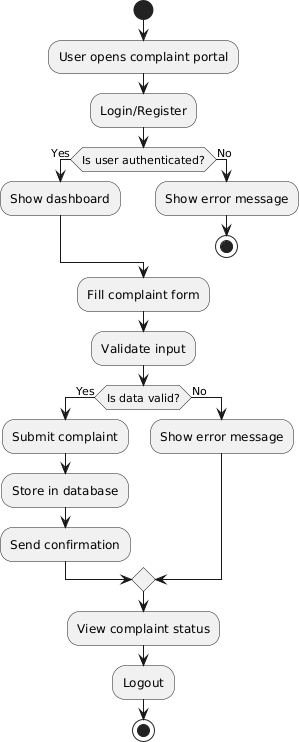 User opens complaint portal
Login/Register
Yes
Is user authenticated?
No
Show dashboard
Show error message
Fill complaint form
Validate input
Yes
Is data valid?
No
Submit complaint
Show error message
Store in database
Send confirmation
View complaint status
Logout